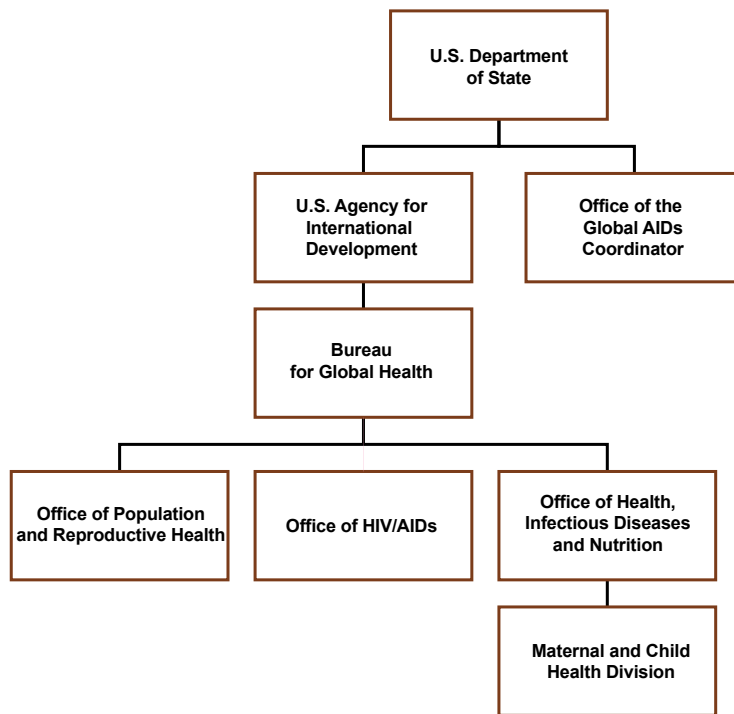 U.S. Department
of State
U.S. Agency for
International
Development
Office of the
Global AIDs
Coordinator
Bureau
for Global Health
Office of Population
and Reproductive Health
Office of HIV/AIDs
Office of Health,
Infectious Diseases
and Nutrition
Maternal and Child
Health Division